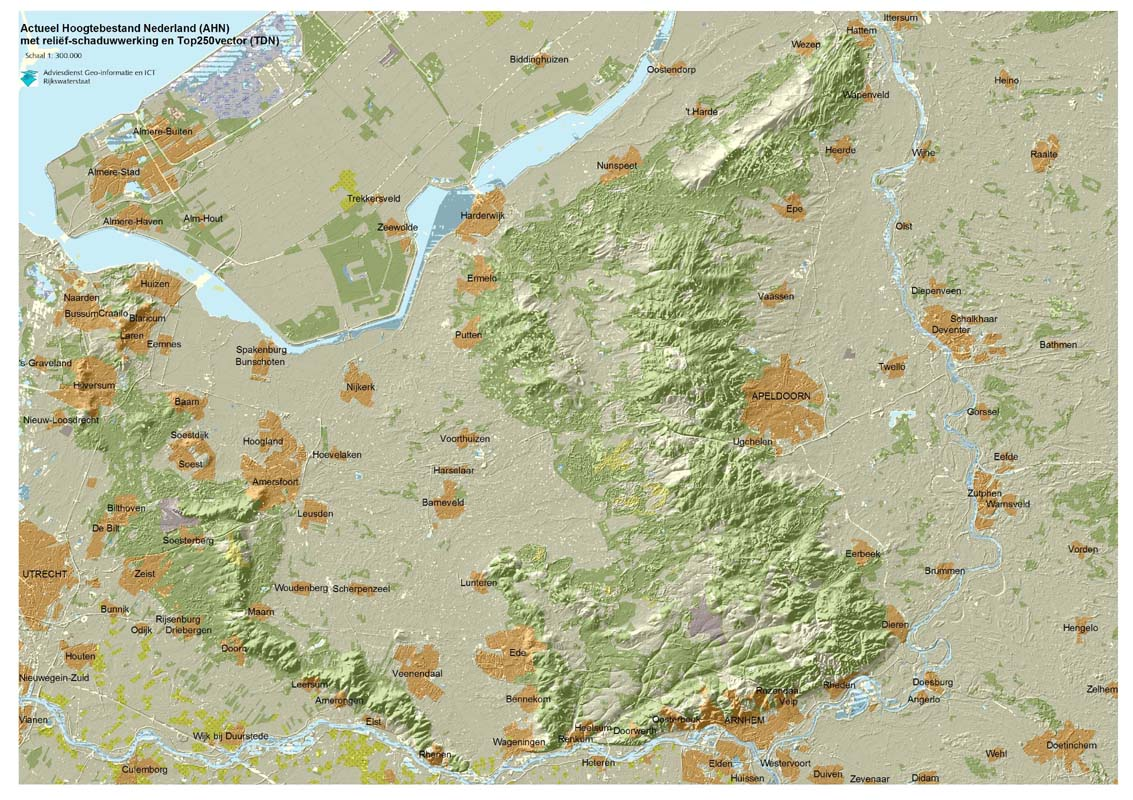 Actueel Hoogtebestand Nederland (AHN)
met reliëf-schaduwwerking en Top250vector (TDN)
Schaal 1: 300.000
Adviesdienst Geo-informatie en ICT
Rijkswaterstaat
Ittersum
Hattem
Wezep
Biddinghuizen
Oostendorp
Heino
Wapenveld
't Harde
Almere-Buiten
Heerde
Wijhe
Raalte
Nunspeet
Almere-Stad
Trekkersveld
Epe
Harderwijk
Almere-Haven
Alm-Hout
Zeewolde
Olst
Ermelo
Huizen
Diepenveen
Naarden
Vaassen
Bussum
Craailo
Blaricum
Schalkhaar
Deventer
Laren
Putten
Eemnes
Bathmen
Spakenburg
Bunschoten
's-Graveland
Twello
Hilversum
Nijkerk
APELDOORN
Baarn
Gorssel
Nieuw-Loosdrecht
Soestdijk
Hoogland
Voorthuizen
Ugchelen
Hoevelaken
Eefde
Soest
Harselaar
Amersfoort
Zutphen
Barneveld
Warnsveld
Bilthoven
Leusden
De Bilt
Soesterberg
Eerbeek
Vorden
UTRECHT
Zeist
Brummen
Lunteren
Woudenberg
Scherpenzeel
Bunnik
Maarn
Rijsenburg
Odijk
Driebergen
Dieren
Hengelo
Doorn
Ede
Houten
Veenendaal
Nieuwegein-Zuid
Leersum
Rheden
Doesburg
Rozendaal
Zelhem
Amerongen
Bennekom
Velp
Angerlo
Vianen
Elst
Oosterbeek
ARNHEM
Heelsum
Doorwerth
Wijk bij Duurstede
Wageningen
Renkum
Doetinchem
Rhenen
Wehl
Heteren
Elden
Westervoort
Culemborg
Huissen
Duiven
Zevenaar
Didam